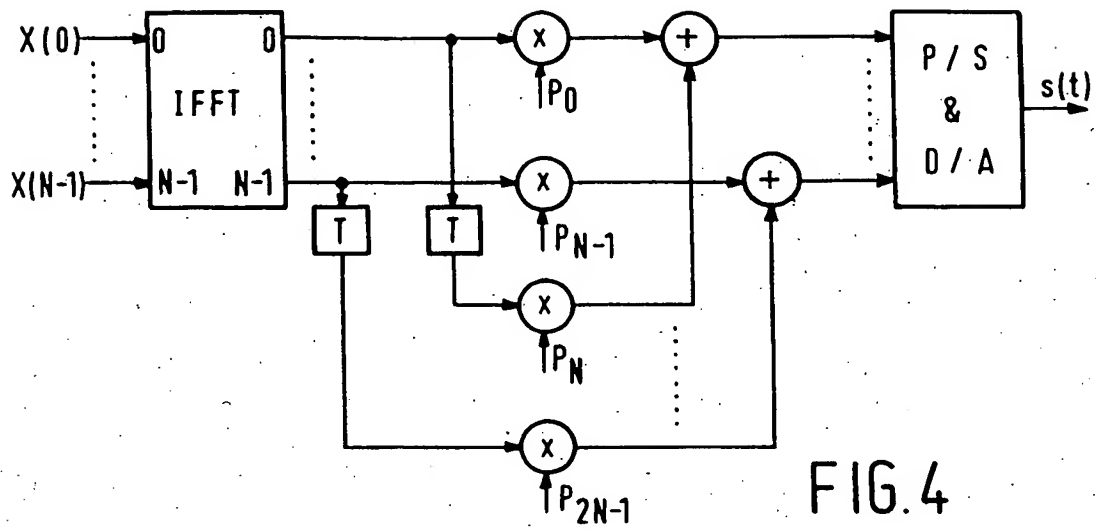 X(0) 0 0 X P0 + P / S
IFFT & s(t)
X(N-1) N-1 N-1 X PN-1 + D / A
T T
X PN
X P2N-1
FIG. 4